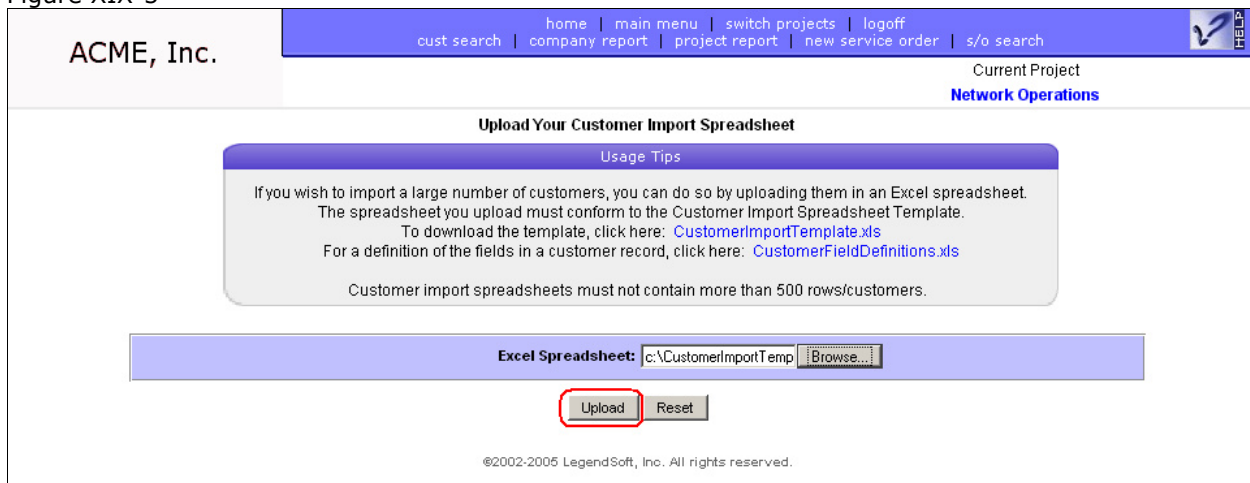 Figure XIX-3
ACME, Inc.
home | main menu | switch projects | logoff
cust search | company report | project report | new service order | s/o search
HELP
Current Project
Network Operations
Upload Your Customer Import Spreadsheet
Usage Tips
If you wish to import a large number of customers, you can do so by uploading them in an Excel spreadsheet.
The spreadsheet you upload must conform to the Customer Import Spreadsheet Template.
To download the template, click here: CustomerImportTemplate.xls
For a definition of the fields in a customer record, click here: CustomerFieldDefinitions.xls
Customer import spreadsheets must not contain more than 500 rows/customers.
Excel Spreadsheet: c:\CustomerImportTemp Browse...
Upload Reset
©2002-2005 LegendSoft, Inc. All rights reserved.